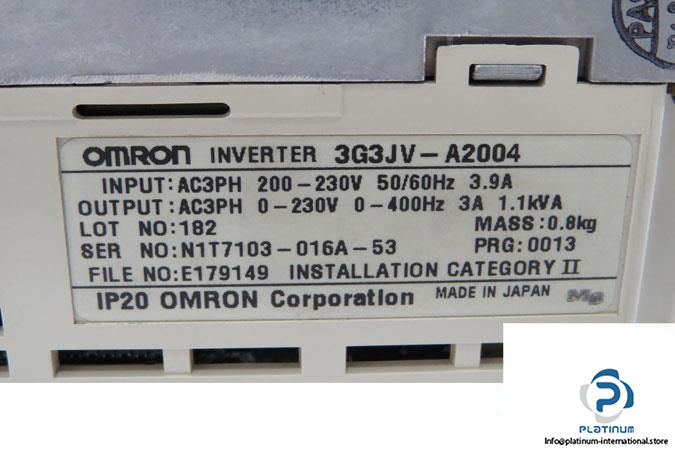 PAS
OMRON INVERTER 3G3JV-A2004
INPUT:AC3PH 200-230V 50/60Hz 3.9A
OUTPUT:AC3PH 0-230V 0-400Hz 3A 1.1kVA
LOT NO:182 MASS:0.8kg
SER NO:N1T7103-016A-53 PRG:0013
FILE NO:E179149 INSTALLATION CATEGORY II
IP20 OMRON Corporation MADE IN JAPAN Mg
PLATINUM
Info@platinum-international.store